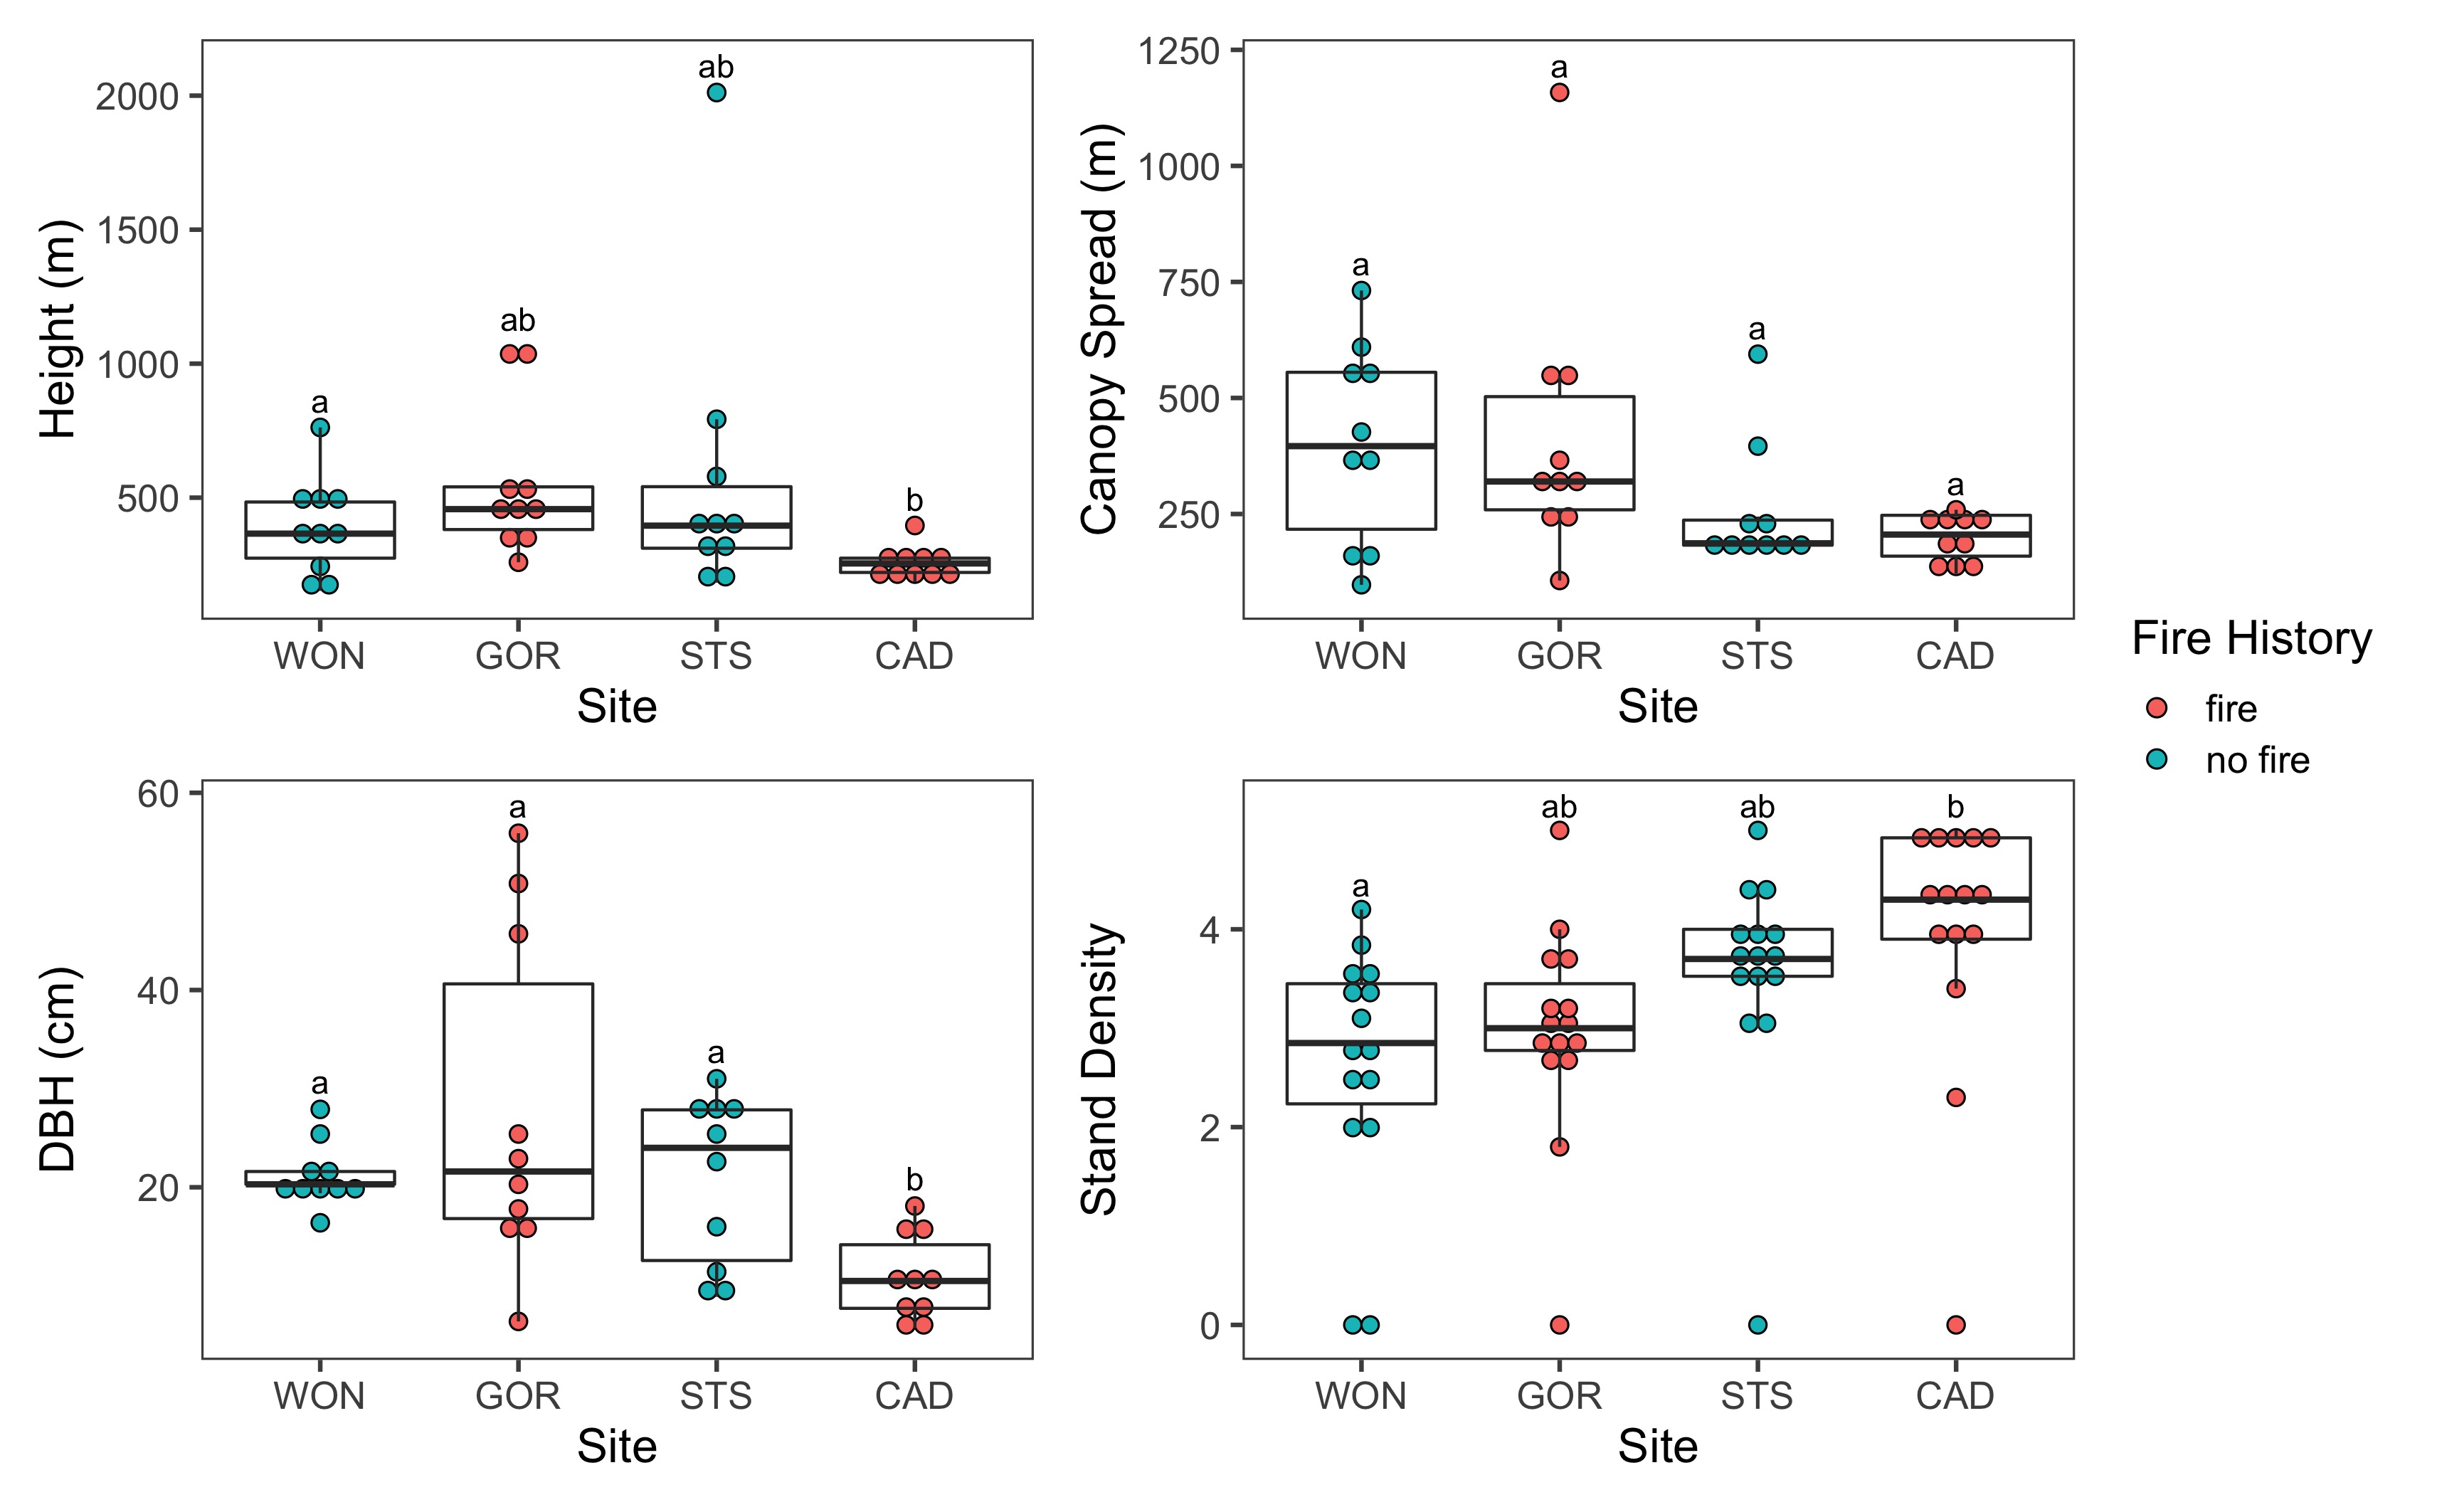 ab
2000
1500
Height (m)
ab
1000
a
500
b
WON GOR STS CAD
Site
1250
a
1000
Canopy Spread (m)
a
750
a
500
a
250
WON GOR STS CAD
Site
Fire History
fire
no fire
60
a
40
DBH (cm)
a
a
b
20
WON GOR STS CAD
Site
ab ab b
a
4
Stand Density
2
0
WON GOR STS CAD
Site